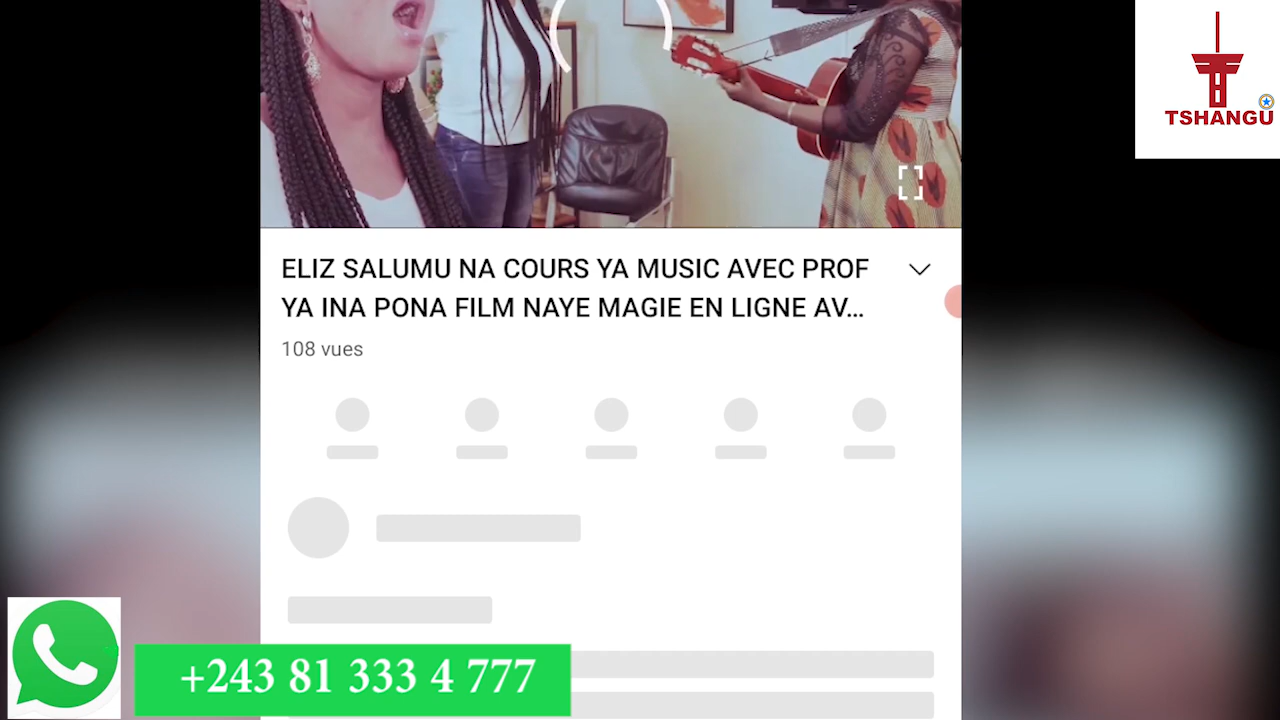 TSHANGU
ELIZ SALUMU NA COURS YA MUSIC AVEC PROF
YA INA PONA FILM NAYE MAGIE EN LIGNE AV...
108 vues
+243 81 333 4 777